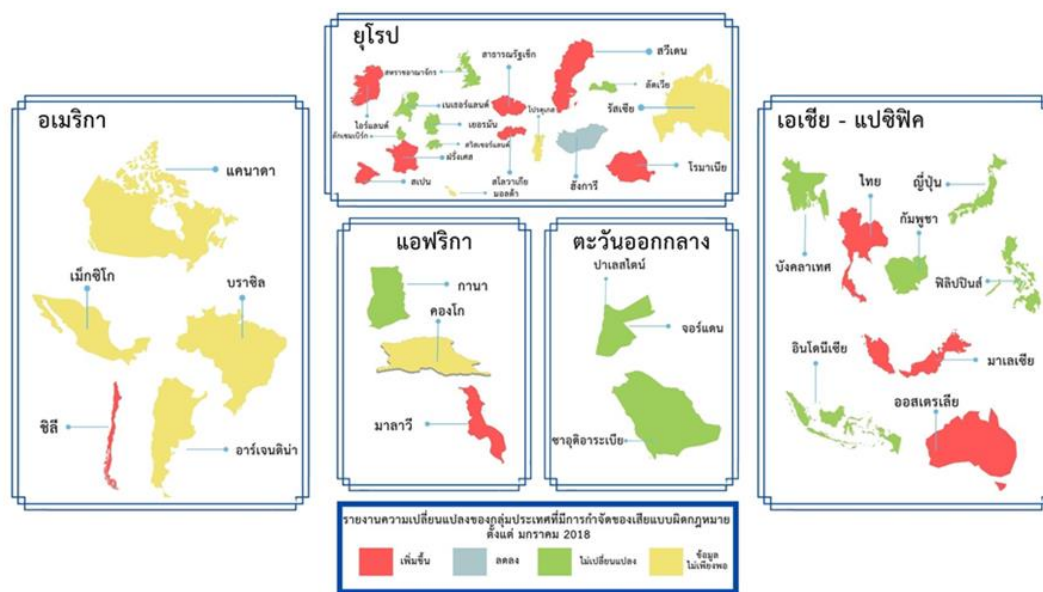 ยุโรป
สหราชอาณาจักร
สาธารณรัฐเช็ก
สวีเดน
ลัตเวีย
เนเธอร์แลนด์
โปรตุเกส
รัสเซีย
ไอร์แลนด์
เยอรมัน
ลักเซมเบิร์ก
สวิตเซอร์แลนด์
ฝรั่งเศส
โรมาเนีย
สเปน
สโลวาเกีย
ฮังการี
มอลต้า
อเมริกา
แคนาดา
เม็กซิโก
บราซิล
ชิลี
อาร์เจนติน่า
แอฟริกา
กานา
คองโก
มาลาวี
ตะวันออกกลาง
ปาเลสไตน์
จอร์แดน
ซาอุดิอาระเบีย
เอเชีย - แปซิฟิค
ไทย
ญี่ปุ่น
กัมพูชา
บังคลาเทศ
ฟิลิปปินส์
อินโดนีเซีย
มาเลเซีย
ออสเตรเลีย
รายงานความเปลี่ยนแปลงของกลุ่มประเทศที่มีการกำจัดของเสียแบบผิดกฎหมาย
ตั้งแต่ มกราคม 2018
เพิ่มขึ้น
ลดลง
ไม่เปลี่ยนแปลง
ข้อมูล
ไม่เพียงพอ